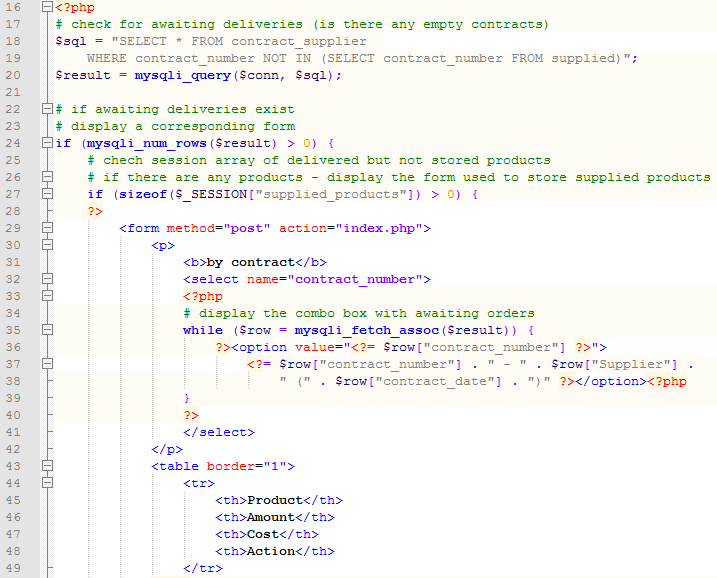 16 <?php
17 # check for awaiting deliveries (is there any empty contracts)
18 $sql = "SELECT * FROM contract_supplier
19     WHERE contract_number NOT IN (SELECT contract_number FROM supplied)";
20 $result = mysqli_query($conn, $sql);
21
22 # if awaiting deliveries exist
23 # display a corresponding form
24 if (mysqli_num_rows($result) > 0) {
25     # chech session array of delivered but not stored products
26     # if there are any products - display the form used to store supplied products
27     if (sizeof($_SESSION["supplied_products"]) > 0) {
28     ?>
29         <form method="post" action="index.php">
30             <p>
31                 <b>by contract</b>
32                 <select name="contract_number">
33                 <?php
34                 # display the combo box with awaiting orders
35                 while ($row = mysqli_fetch_assoc($result)) {
36                     ?><option value="<?= $row["contract_number"] ?>">
37                         <?= $row["contract_number"] . " - " . $row["Supplier"] .
38                             " (" . $row["contract_date"] . ")" ?></option><?php
39                 }
40                 ?>
41                 </select>
42             </p>
43             <table border="1">
44                 <tr>
45                     <th>Product</th>
46                     <th>Amount</th>
47                     <th>Cost</th>
48                     <th>Action</th>
49                 </tr>